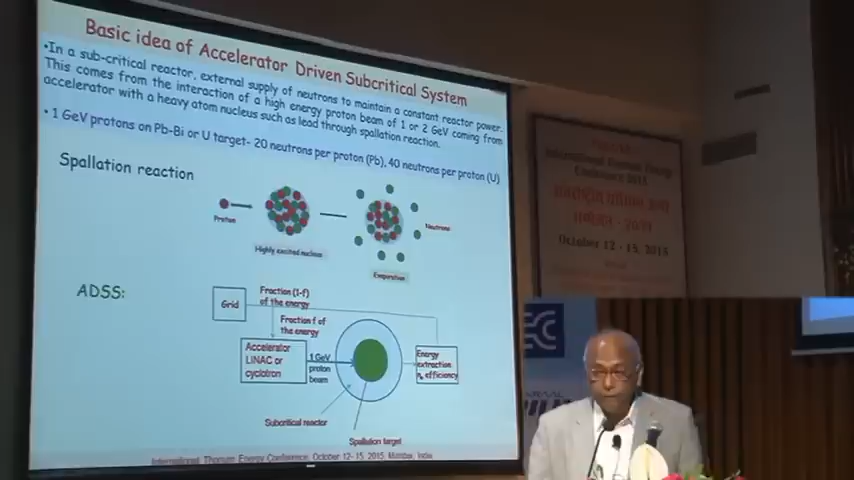 Basic idea of Accelerator Driven Subcritical System
•In a sub-critical reactor, external supply of neutrons to maintain a constant reactor power.
This comes from the interaction of a high energy proton beam of 1 or 2 GeV coming from
accelerator with a heavy atom nucleus such as lead through spallation reaction.
• 1 GeV protons on Pb-Bi or U target- 20 neutrons per proton (Pb), 40 neutrons per proton (U)
Spallation reaction
Proton
Highly excited nucleus
Neutrons
Evaporation
ADSS:
Grid
Fraction (1-f)
of the energy
Fraction f of
the energy
Accelerator
LINAC or
cyclotron
1 GeV
proton
beam
Energy
extraction
efficiency
Subcritical reactor
Spallation target
International Thorium Energy Conference, October 12-15, 2015, Mumbai, India
International Thorium Energy
Conference 2015
October 12 - 15, 2015